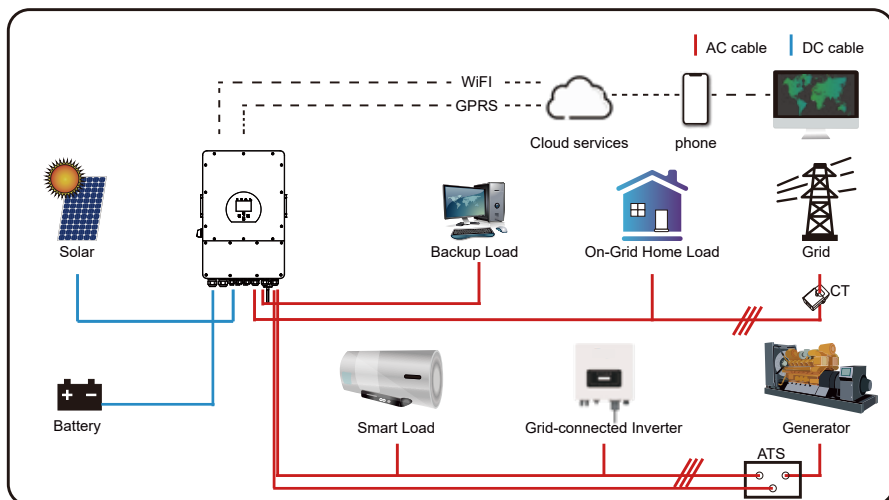 AC cable
DC cable
WiFI
GPRS
Cloud services
phone
Solar
Backup Load
On-Grid Home Load
Grid
CT
Battery
Smart Load
Grid-connected Inverter
Generator
ATS